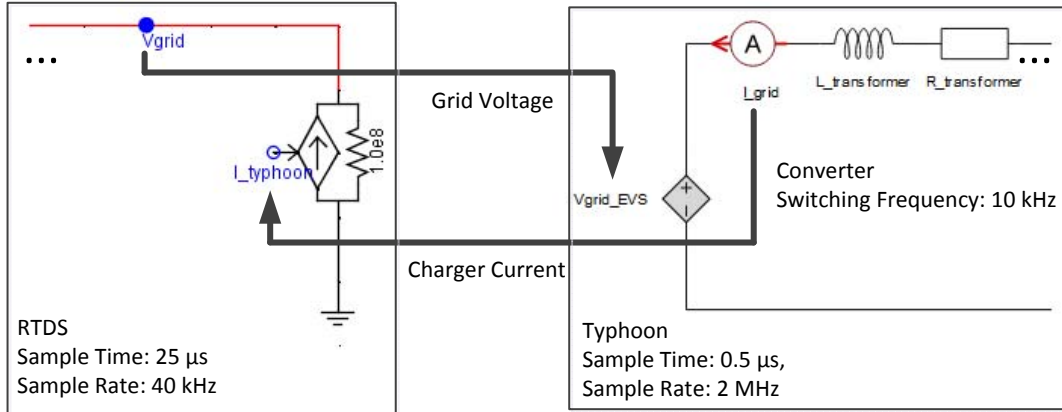 Vgrid
...
Grid Voltage
1.0e8
I_typhoon
Charger Current
RTDS
Sample Time: 25 µs
Sample Rate: 40 kHz
A
I_grid
L_transformer
R_transformer
...
Vgrid_EVS
+
-
Converter
Switching Frequency: 10 kHz
Typhoon
Sample Time: 0.5 µs,
Sample Rate: 2 MHz